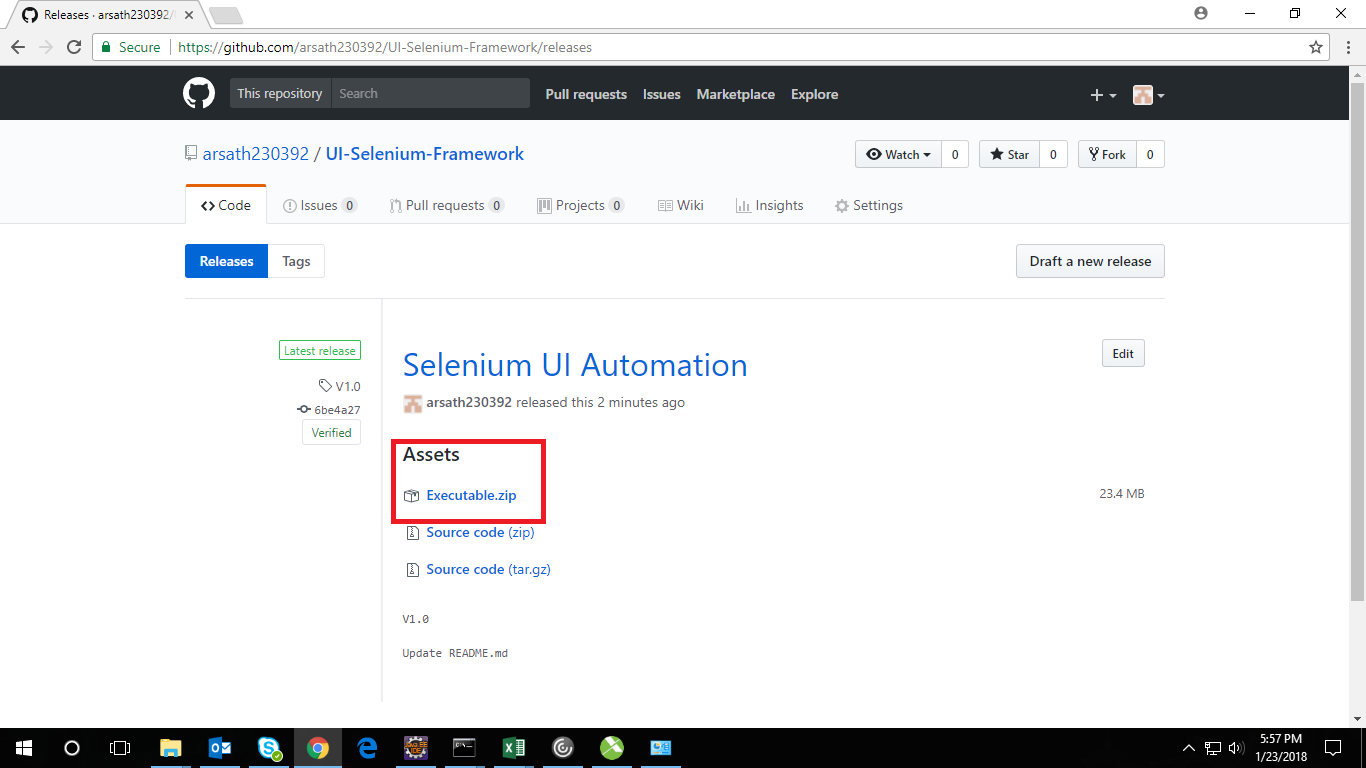 Releases · arsath230392/
Secure
https://github.com/arsath230392/UI-Selenium-Framework/releases
This repository
Search
Pull requests
Issues
Marketplace
Explore
arsath230392 / UI-Selenium-Framework
Watch 0
Star 0
Fork 0
Code
Issues 0
Pull requests 0
Projects 0
Wiki
Insights
Settings
Releases
Tags
Draft a new release
Latest release
V1.0
6be4a27
Verified
Selenium UI Automation
Edit
arsath230392 released this 2 minutes ago
Assets
Executable.zip
23.4 MB
Source code (zip)
Source code (tar.gz)
V1.0
Update README.md
5:57 PM
1/23/2018